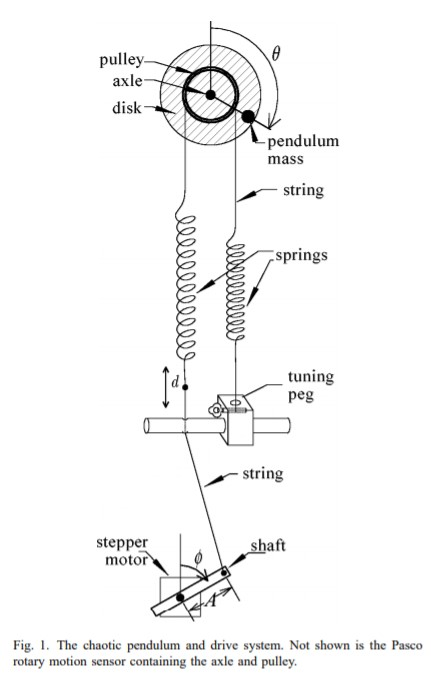 θ
pulley
axle
disk
pendulum
mass
string
springs
d
tuning
peg
string
stepper
motor
ϕ
shaft
A
Fig. 1. The chaotic pendulum and drive system. Not shown is the Pasco
rotary motion sensor containing the axle and pulley.